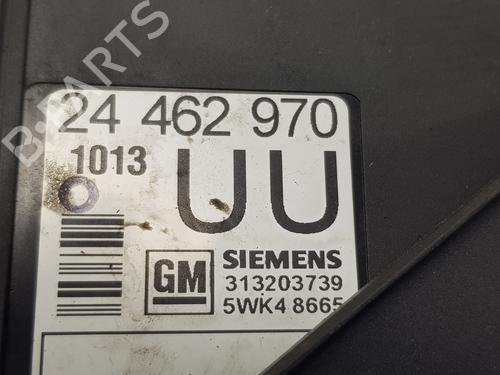 B-PARTS
24 462 970
1013
UU
GM
SIEMENS
313203739
5WK4 8665